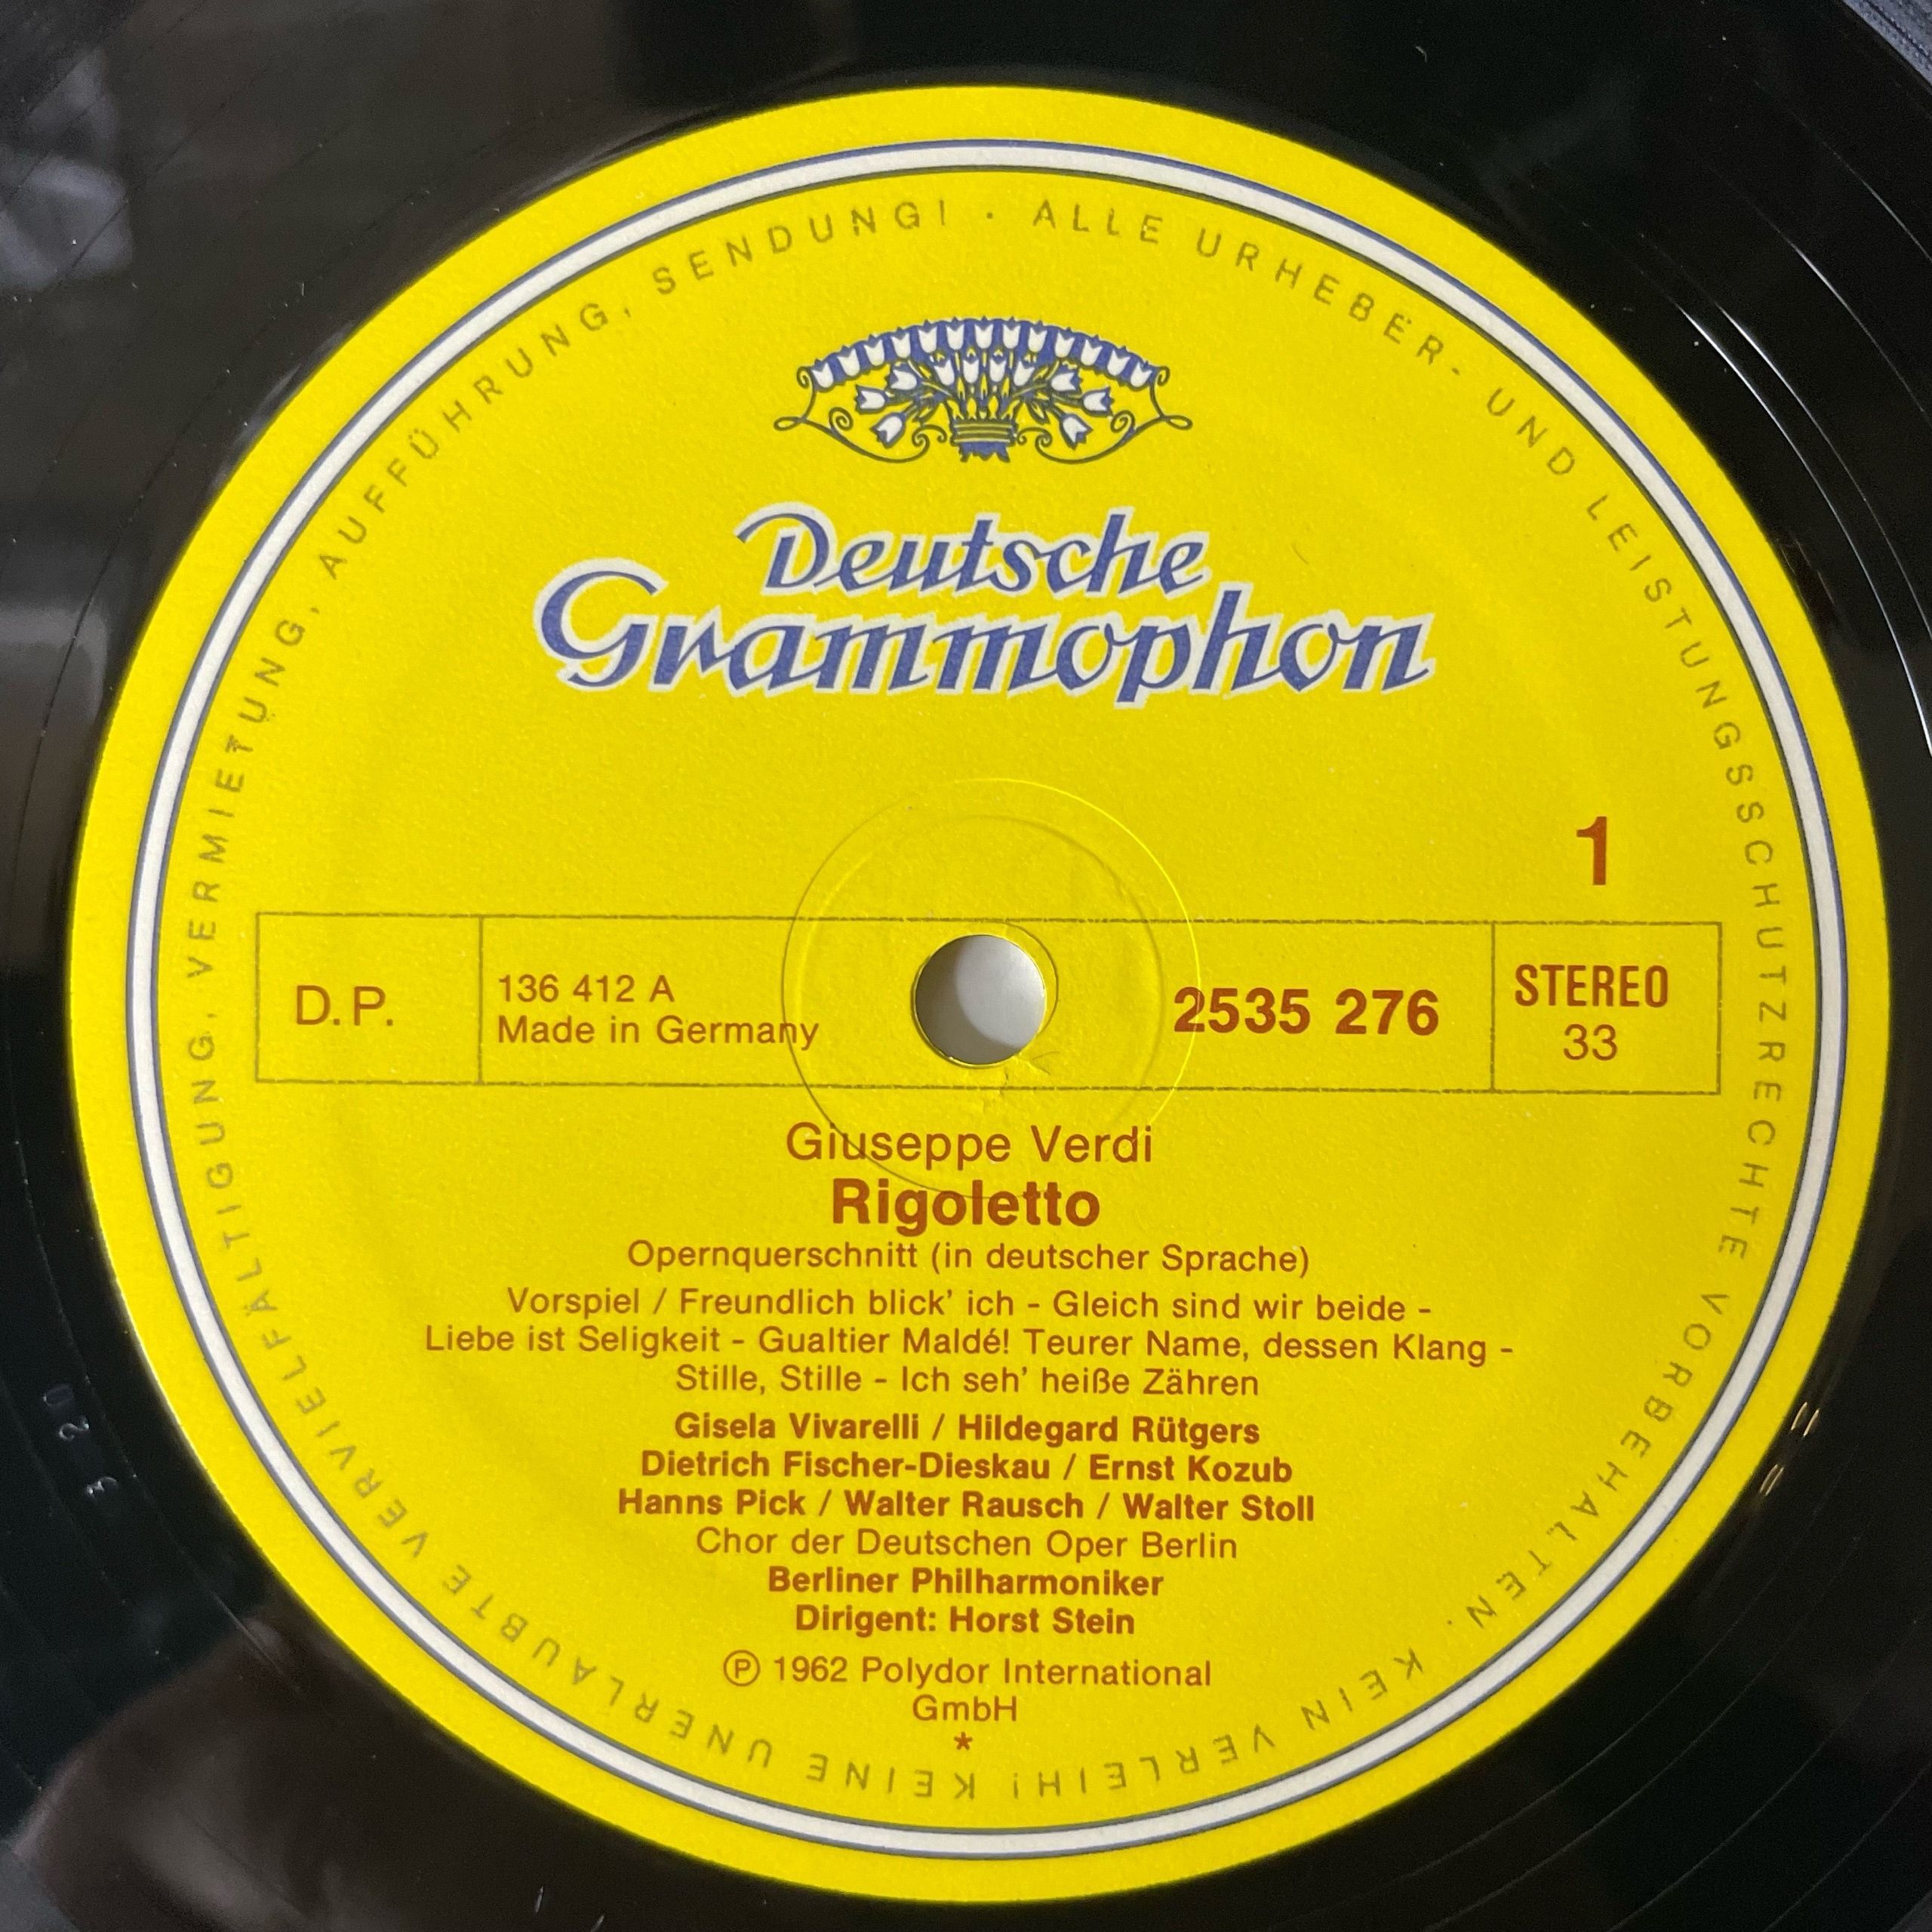 ALLE URHEBER- UND LEISTUNGSSCHUTZRECHTE VORBEHALTEN. KEIN VERLEIH! KEINE UNERLAUBTE VERVIELFÄLTIGUNG, VERMIETUNG, AUFFÜHRUNG, SENDUNG! ·
Deutsche
Grammophon
1
D.P.
136 412 A
Made in Germany
2535 276
STEREO
33
Giuseppe Verdi
Rigoletto
Opernquerschnitt (in deutscher Sprache)
Vorspiel / Freundlich blick' ich - Gleich sind wir beide -
Liebe ist Seligkeit - Gualtier Maldé! Teurer Name, dessen Klang -
Stille, Stille - Ich seh' heiße Zähren
Gisela Vivarelli / Hildegard Rütgers
Dietrich Fischer-Dieskau / Ernst Kozub
Hanns Pick / Walter Rausch / Walter Stoll
Chor der Deutschen Oper Berlin
Berliner Philharmoniker
Dirigent: Horst Stein
℗ 1962 Polydor International
GmbH
*